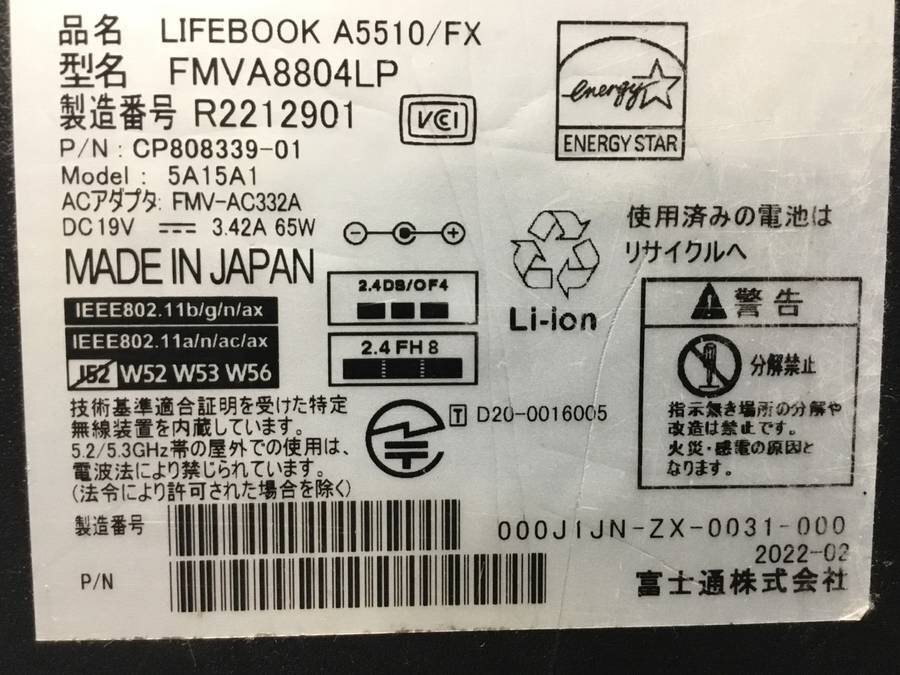 品名 LIFEBOOK A5510/FX
型名 FMVA8804LP
製造番号 R2212901
VCCI
P/N : CP808339-01
Model : 5A15A1
ACアダプタ: FMV-AC332A
DC19V 3.42A 65W
MADE IN JAPAN
energy
ENERGY STAR
使用済みの電池は
リサイクルへ
Li-ion
IEEE802.11b/g/n/ax
IEEE802.11a/n/ac/ax
J52 W52 W53 W56
2.4DS/OF4
2.4FH8
警告
分解禁止
指示無き場所の分解や
改造は禁止です。
火災・感電の原因と
なります。
技術基準適合証明を受けた特定
無線装置を内蔵しています。
5.2/5.3GHz帯の屋外での使用は、
電波法により禁じられています。
(法令により許可された場合を除く)
T D20-0016005
製造番号
P/N
000J1JN-ZX-0031-000
2022-02
富士通株式会社